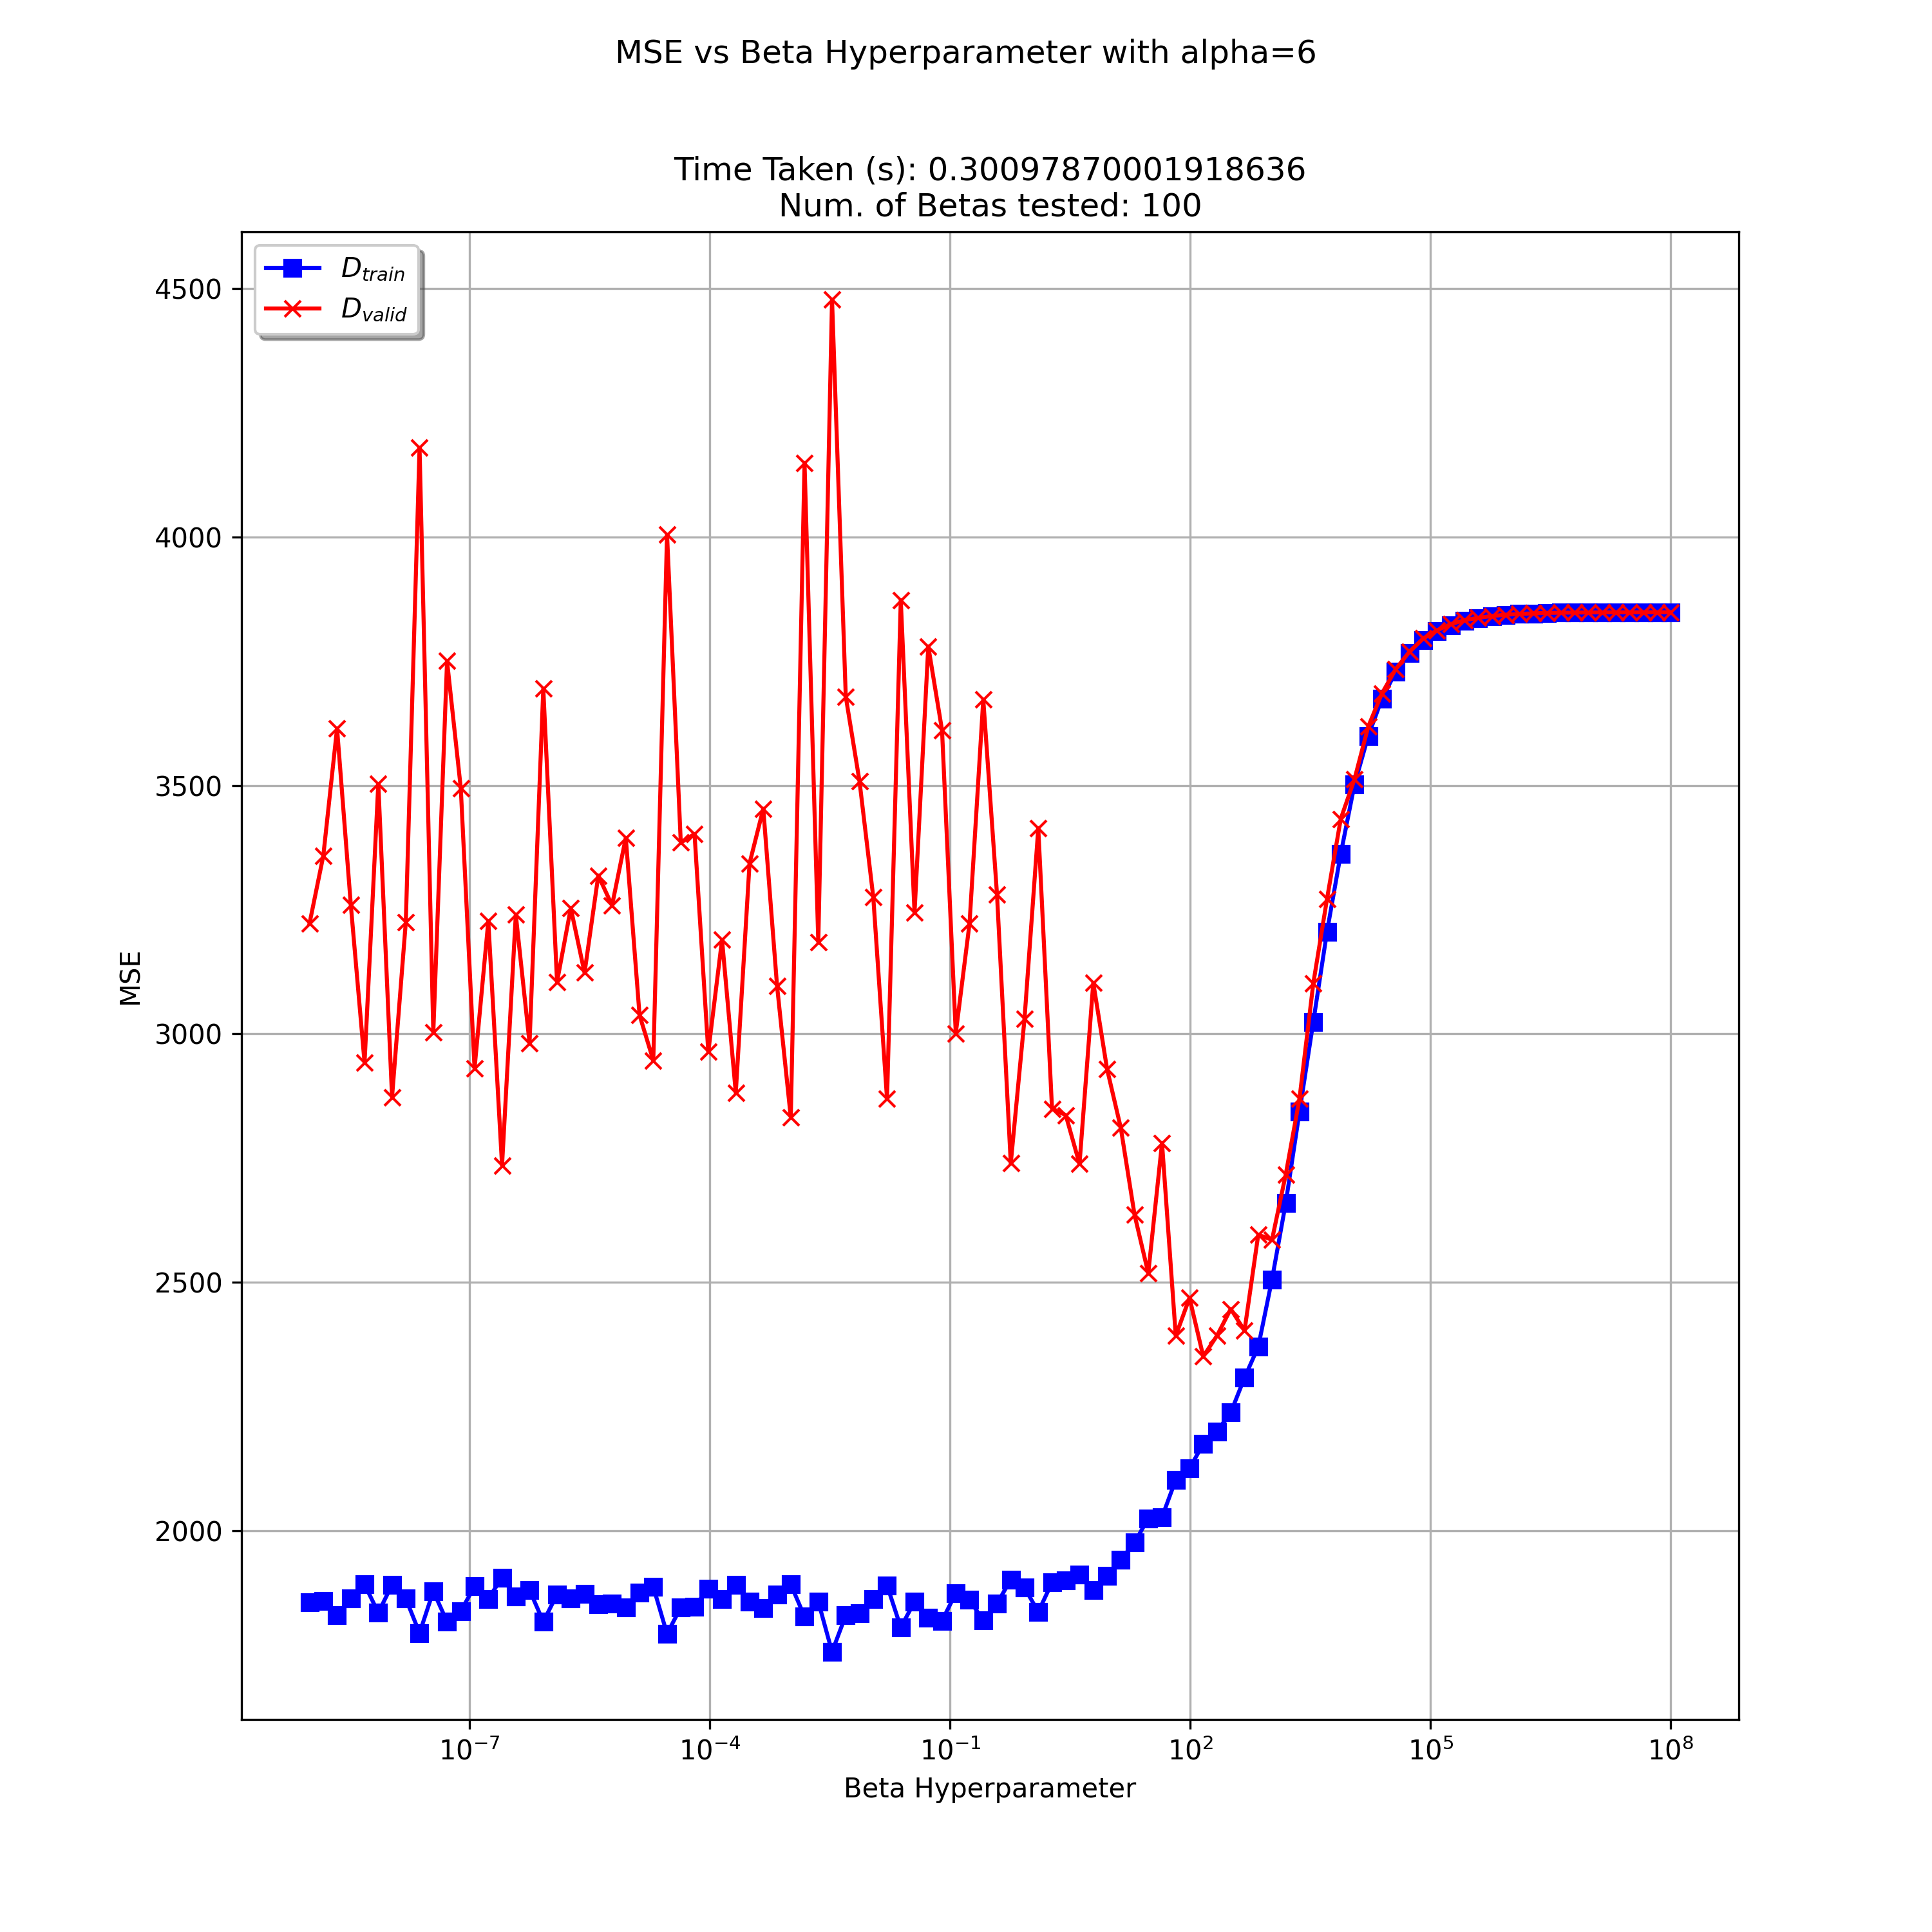 MSE vs Beta Hyperparameter with alpha=6
Time Taken (s): 0.30097870001918636
Num. of Betas tested: 100
D_train
D_valid
4500
4000
3500
3000
2500
2000
MSE
10^-7
10^-4
10^-1
10^2
10^5
10^8
Beta Hyperparameter